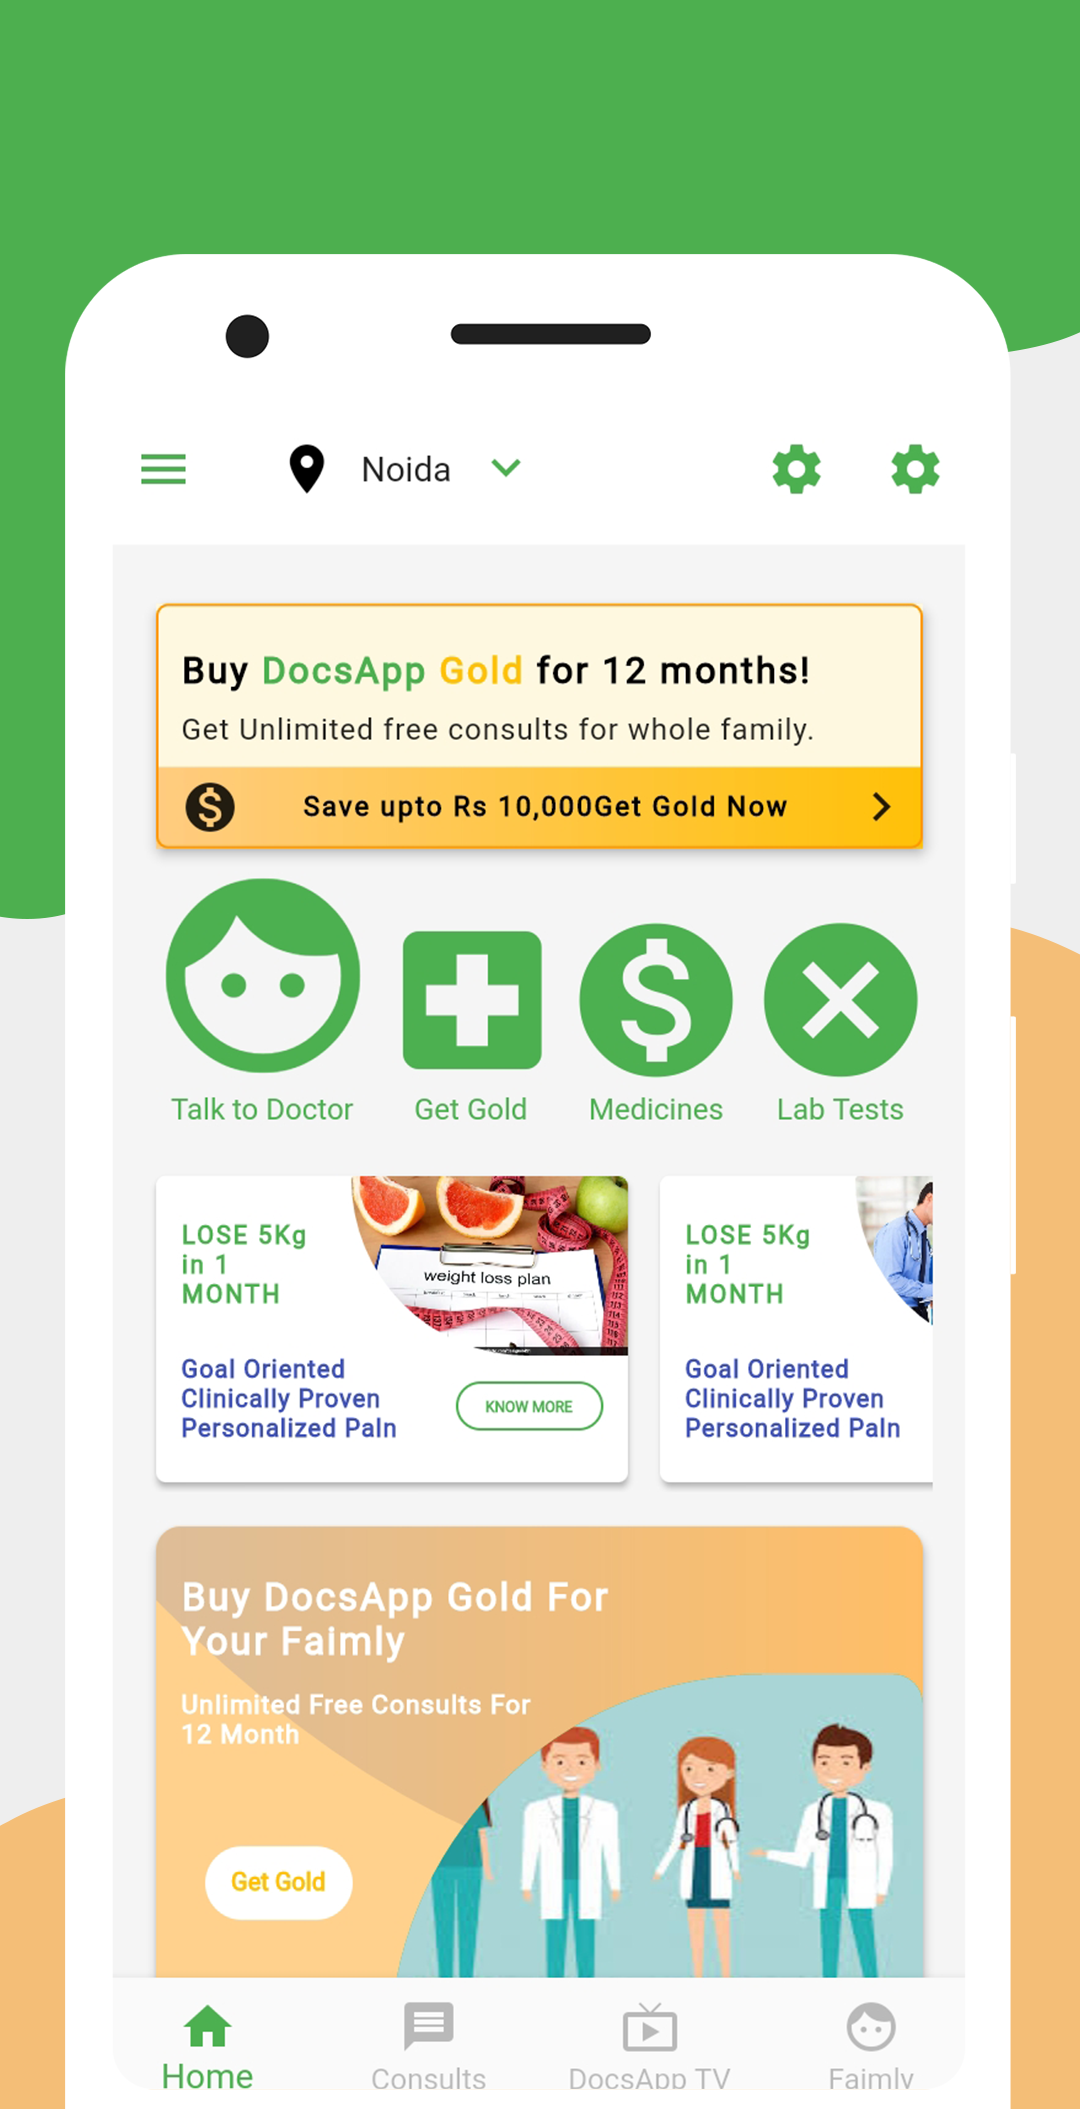 Noida
Buy DocsApp Gold for 12 months!
Get Unlimited free consults for whole family.
Save upto Rs 10,000Get Gold Now
Talk to Doctor
Get Gold
Medicines
Lab Tests
LOSE 5Kg
in 1
MONTH
weight loss plan
Goal Oriented
Clinically Proven
Personalized Paln
KNOW MORE
LOSE 5Kg
in 1
MONTH
Goal Oriented
Clinically Proven
Personalized Paln
Buy DocsApp Gold For
Your Faimly
Unlimited Free Consults For
12 Month
Get Gold
Home
Consults
DocsApp TV
Faimly